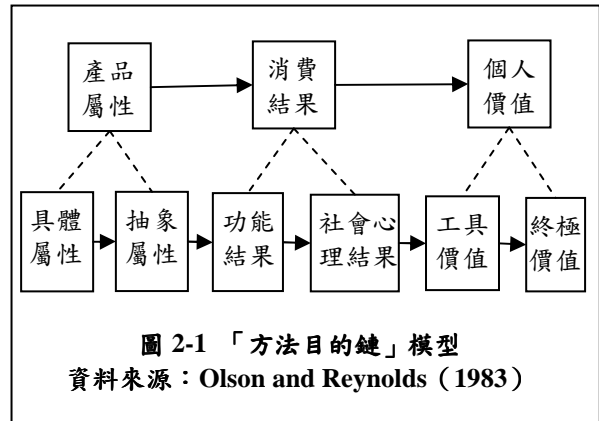 產品 消費 個人
屬性 結果 價值
具體 抽象 功能 社會心 工具 終極
屬性 屬性 結果 理結果 價值 價值
圖 2-1 「方法目的鏈」模型
資料來源：Olson and Reynolds（1983）